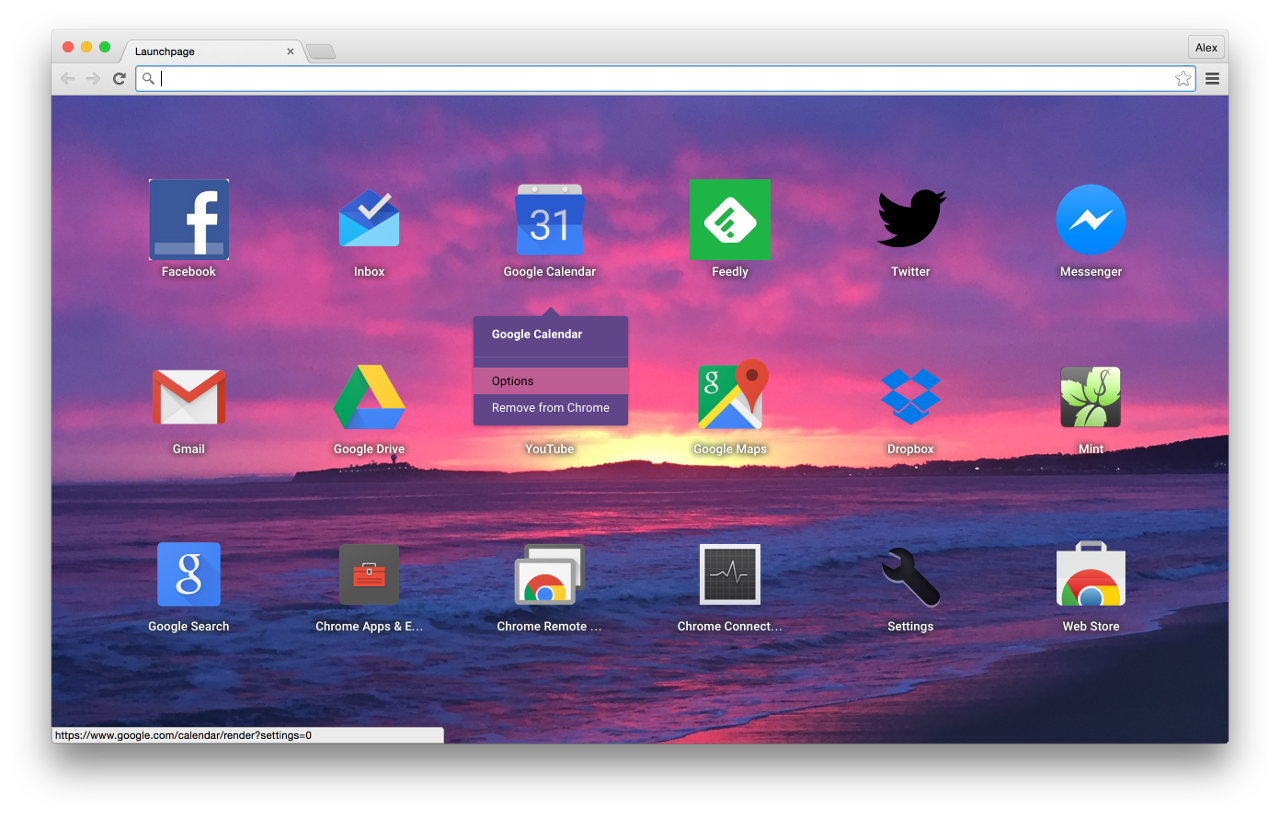 Launchpage
Alex
31
Facebook
Inbox
Google Calendar
Feedly
Twitter
Messenger
Google Calendar
Options
Remove from Chrome
Gmail
Google Drive
YouTube
Google Maps
Dropbox
Mint
Google Search
Chrome Apps & E...
Chrome Remote ...
Chrome Connect...
Settings
Web Store
https://www.google.com/calendar/render?settings=0